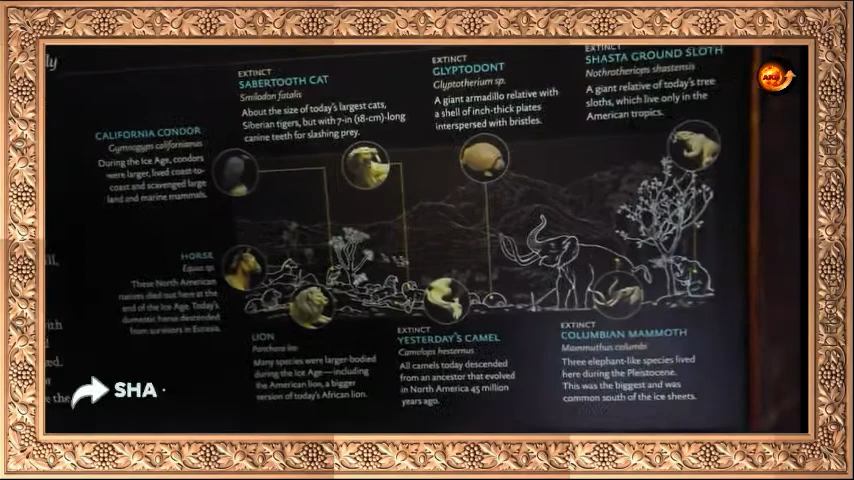 EXTINCT
SABERTOOTH CAT
Smilodon fatalis
About the size of today's largest cats,
Siberian tigers, but with 7-in (18-cm)-long
canine teeth for slashing prey.
EXTINCT
GLYPTODONT
Glyptotherium sp.
A giant armadillo relative with
a shell of inch-thick plates
interspersed with bristles.
EXTINCT
SHASTA GROUND SLOTH
Nothrotheriops shastensis
A giant relative of today's tree
sloths, which live only in the
American tropics.
CALIFORNIA CONDOR
Gymnogyps californianus
During the Ice Age, condors
were larger, lived coast-to-
coast and scavenged large
land and marine mammals.
HORSE
Equus sp.
These North American
natives died out here at the
end of the Ice Age. Today's
domestic horse descended
from survivors in Eurasia.
LION
Panthera leo
Many species were larger-bodied
during the Ice Age—including
the American lion, a bigger
version of today's African lion.
EXTINCT
YESTERDAY'S CAMEL
Camelops hesternus
All camels today descended
from an ancestor that evolved
in North America 45 million
years ago.
EXTINCT
COLUMBIAN MAMMOTH
Mammuthus columbi
Three elephant-like species lived
here during the Pleistocene.
This was the biggest and was
common south of the ice sheets.
the
SHA